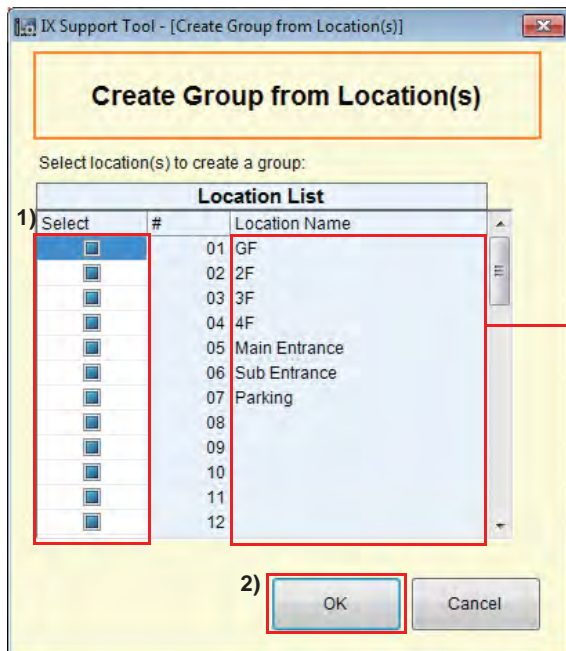 IX Support Tool - [Create Group from Location(s)]
Create Group from Location(s)
Select location(s) to create a group:
Location List
1) Select # Location Name
01 GF
02 2F
03 3F
04 4F
05 Main Entrance
06 Sub Entrance
07 Parking
08
09
10
11
12
2) OK Cancel